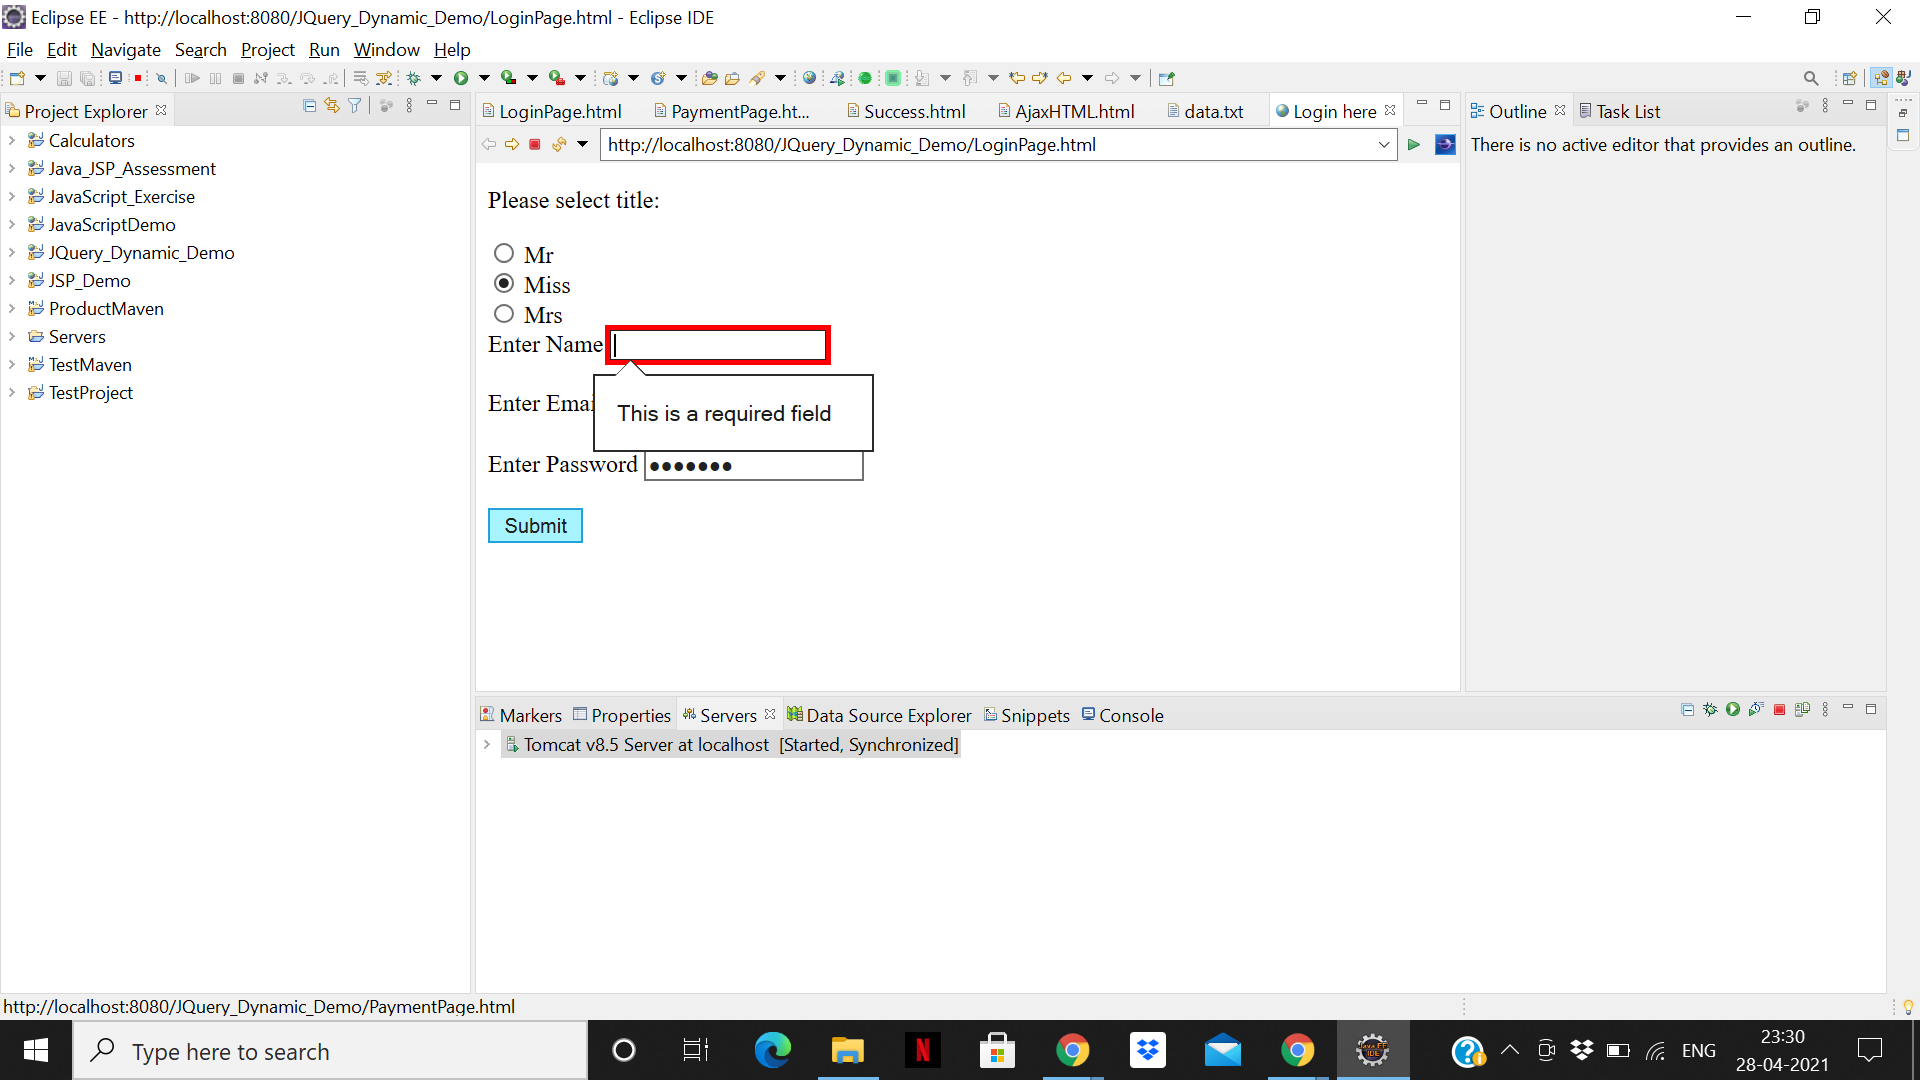 Eclipse EE - http://localhost:8080/JQuery_Dynamic_Demo/LoginPage.html - Eclipse IDE
File Edit Navigate Search Project Run Window Help
Project Explorer
Calculators
Java_JSP_Assessment
JavaScript_Exercise
JavaScriptDemo
JQuery_Dynamic_Demo
JSP_Demo
ProductMaven
Servers
TestMaven
TestProject
LoginPage.html PaymentPage.ht... Success.html AjaxHTML.html data.txt Login here
http://localhost:8080/JQuery_Dynamic_Demo/LoginPage.html
Please select title:
Mr
Miss
Mrs
Enter Name
This is a required field
Enter Emai
Enter Password
Submit
Outline Task List
There is no active editor that provides an outline.
Markers Properties Servers Data Source Explorer Snippets Console
Tomcat v8.5 Server at localhost [Started, Synchronized]
http://localhost:8080/JQuery_Dynamic_Demo/PaymentPage.html
Type here to search
N
Java EE
IDE
ENG
23:30
28-04-2021